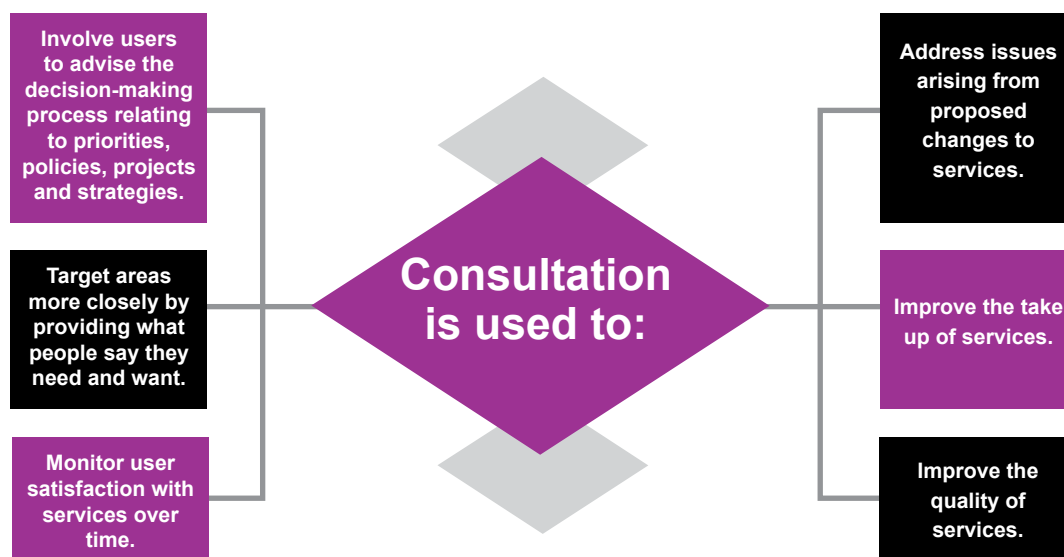 Involve users
to advise the
decision-making
process relating
to priorities,
policies, projects
and strategies.
Target areas
more closely by
providing what
people say they
need and want.
Monitor user
satisfaction with
services over
time.
Consultation
is used to:
Address issues
arising from
proposed
changes to
services.
Improve the take
up of services.
Improve the
quality of
services.